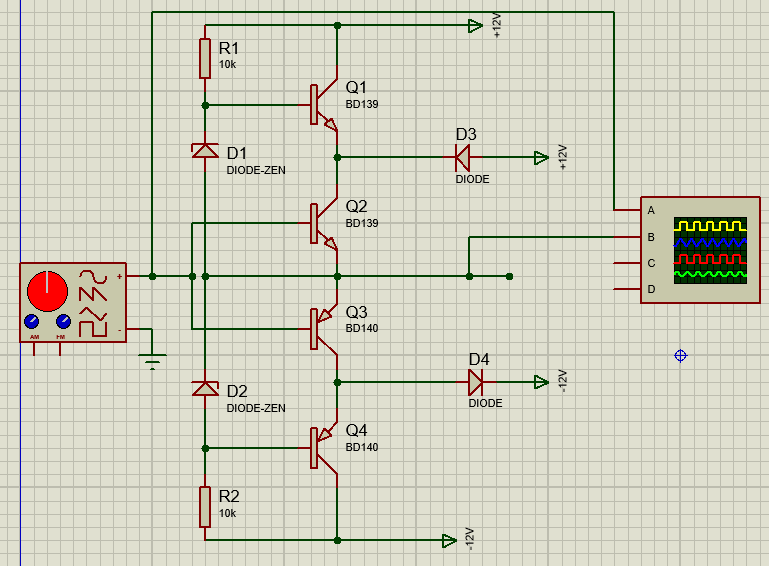 +12V
R1
10k
Q1
BD139
D1
DIODE-ZEN
D3
+12V
DIODE
Q2
BD139
A
B
C
D
+
-
AM
FM
Q3
BD140
D4
-12V
DIODE
D2
DIODE-ZEN
Q4
BD140
R2
10k
-12V